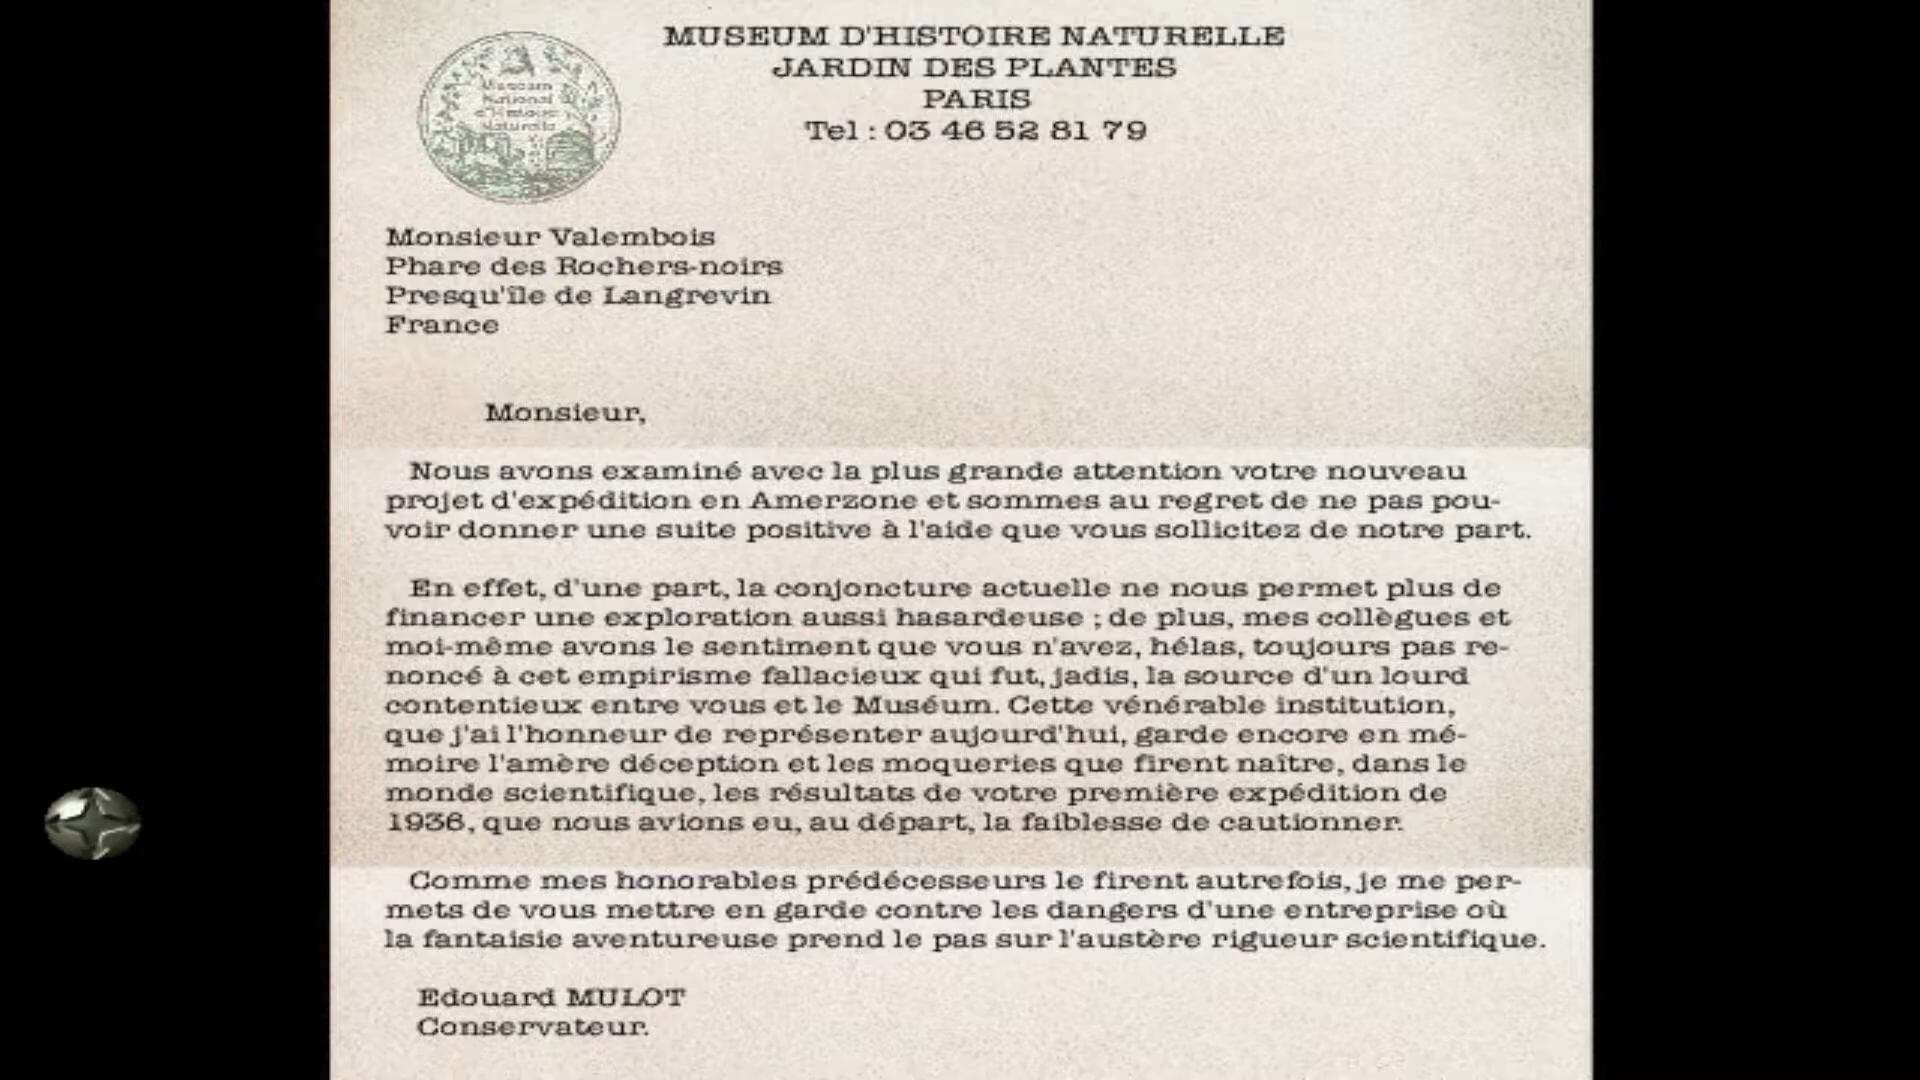 MUSEUM D'HISTOIRE NATURELLE
JARDIN DES PLANTES
PARIS
Tel : 03 46 52 81 79
Museum
National
d'Histoire
Naturelle
Monsieur Valembois
Phare des Rochers-noirs
Presqu'île de Langrevin
France
Monsieur,
Nous avons examiné avec la plus grande attention votre nouveau
projet d'expédition en Amerzone et sommes au regret de ne pas pou-
voir donner une suite positive à l'aide que vous sollicitez de notre part.
En effet, d'une part, la conjoncture actuelle ne nous permet plus de
financer une exploration aussi hasardeuse ; de plus, mes collègues et
moi-même avons le sentiment que vous n'avez, hélas, toujours pas re-
noncé à cet empirisme fallacieux qui fut, jadis, la source d'un lourd
contentieux entre vous et le Muséum. Cette vénérable institution,
que j'ai l'honneur de représenter aujourd'hui, garde encore en mé-
moire l'amère déception et les moqueries que firent naître, dans le
monde scientifique, les résultats de votre première expédition de
1936, que nous avions eu, au départ, la faiblesse de cautionner.
Comme mes honorables prédécesseurs le firent autrefois, je me per-
mets de vous mettre en garde contre les dangers d'une entreprise où
la fantaisie aventureuse prend le pas sur l'austère rigueur scientifique.
Edouard MULOT
Conservateur.